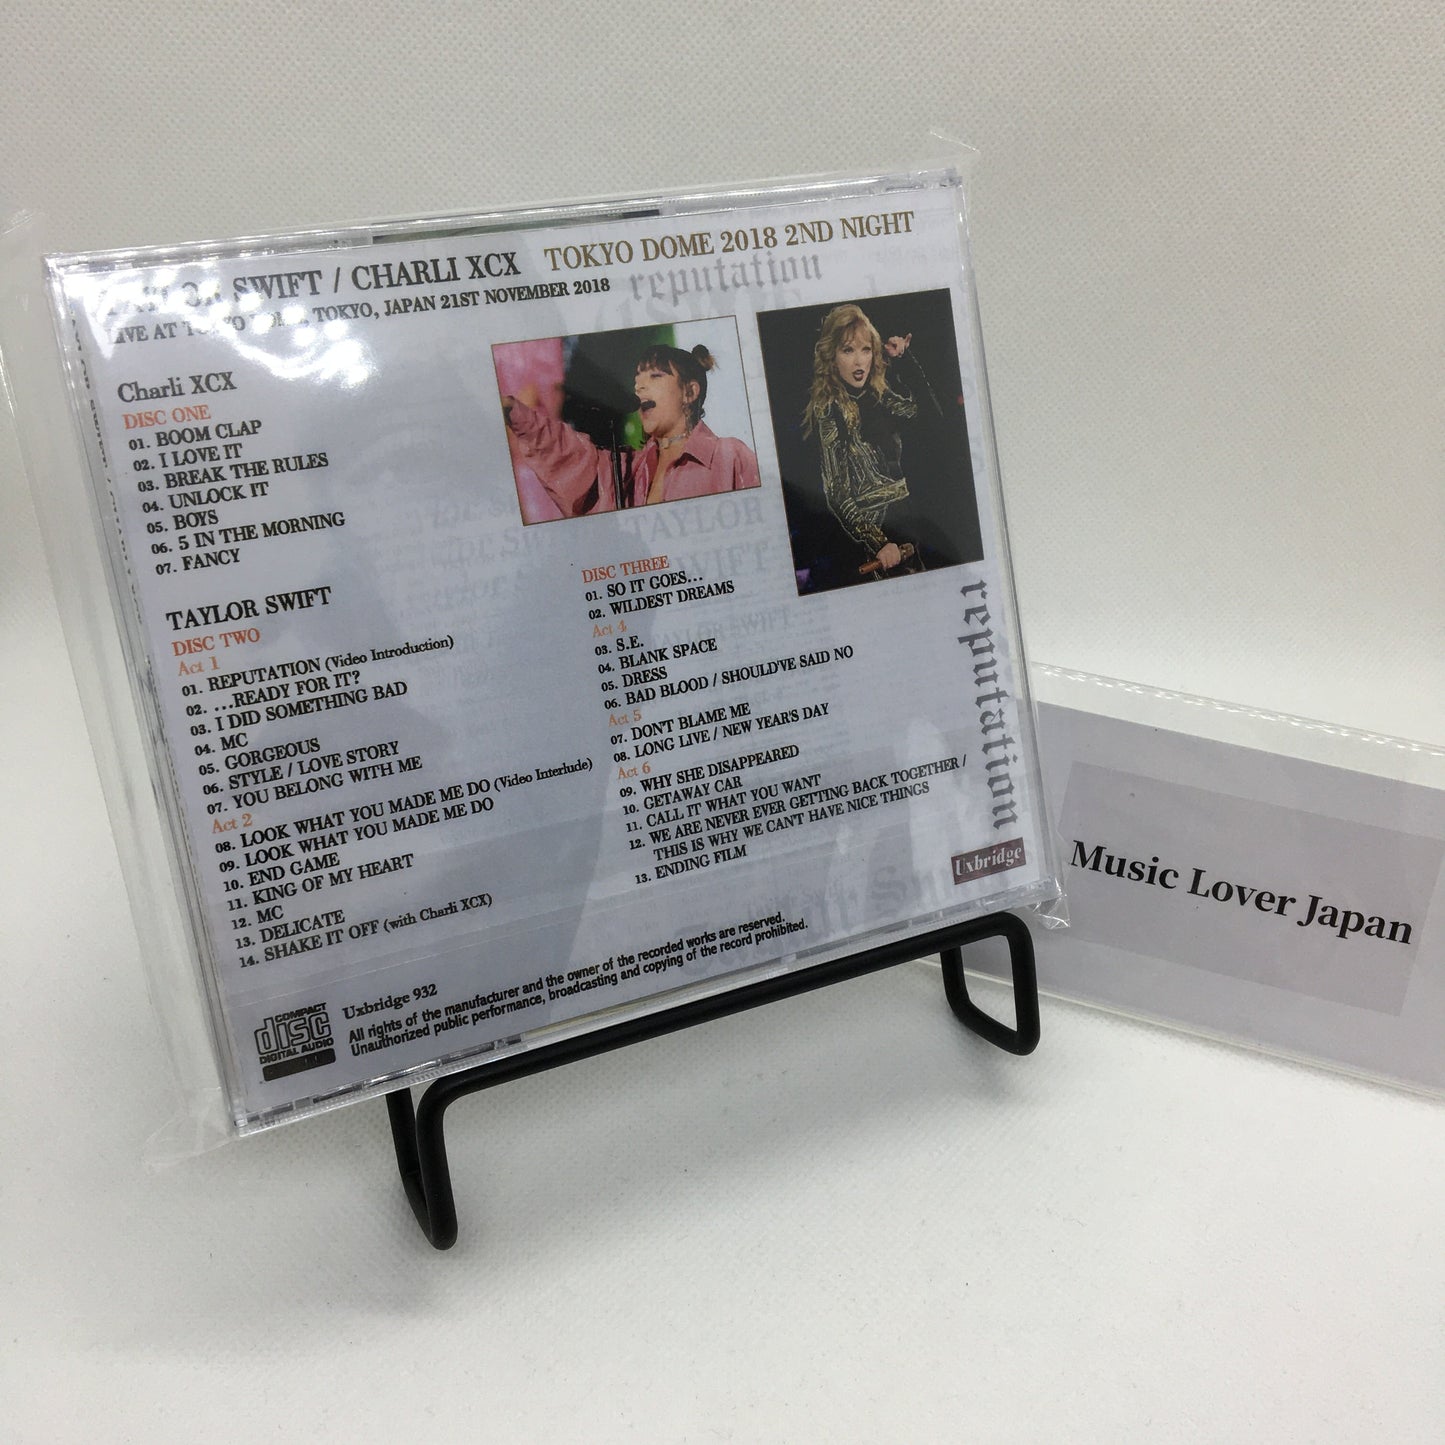 TAYLOR SWIFT / CHARLI XCX TOKYO DOME 2018 2ND NIGHT
LIVE AT TOKYO DOME, TOKYO, JAPAN 21ST NOVEMBER 2018
reputation
Charli XCX
DISC ONE
01. BOOM CLAP
02. I LOVE IT
03. BREAK THE RULES
04. UNLOCK IT
05. BOYS
06. 5 IN THE MORNING
07. FANCY
TAYLOR SWIFT
DISC TWO
Act 1
01. REPUTATION (Video Introduction)
02. ...READY FOR IT?
03. I DID SOMETHING BAD
04. MC
05. GORGEOUS
06. STYLE / LOVE STORY
07. YOU BELONG WITH ME
Act 2
08. LOOK WHAT YOU MADE ME DO (Video Interlude)
09. LOOK WHAT YOU MADE ME DO
10. END GAME
11. KING OF MY HEART
12. MC
13. DELICATE
14. SHAKE IT OFF (with Charli XCX)
DISC THREE
01. SO IT GOES...
02. WILDEST DREAMS
Act 4
03. S.E.
04. BLANK SPACE
05. DRESS
06. BAD BLOOD / SHOULD'VE SAID NO
Act 5
07. DON'T BLAME ME
08. LONG LIVE / NEW YEAR'S DAY
Act 6
09. WHY SHE DISAPPEARED
10. GETAWAY CAR
11. CALL IT WHAT YOU WANT
12. WE ARE NEVER EVER GETTING BACK TOGETHER /
THIS IS WHY WE CAN'T HAVE NICE THINGS
13. ENDING FILM
reputation
Uxbridge
TAYLOR
SWIFT
TAYLOR SWIFT
COMPACT
disc
DIGITAL AUDIO
Uxbridge 932
All rights of the manufacturer and the owner of the recorded works are reserved.
Unauthorized public performance, broadcasting and copying of the record prohibited.
Music Lover Japan